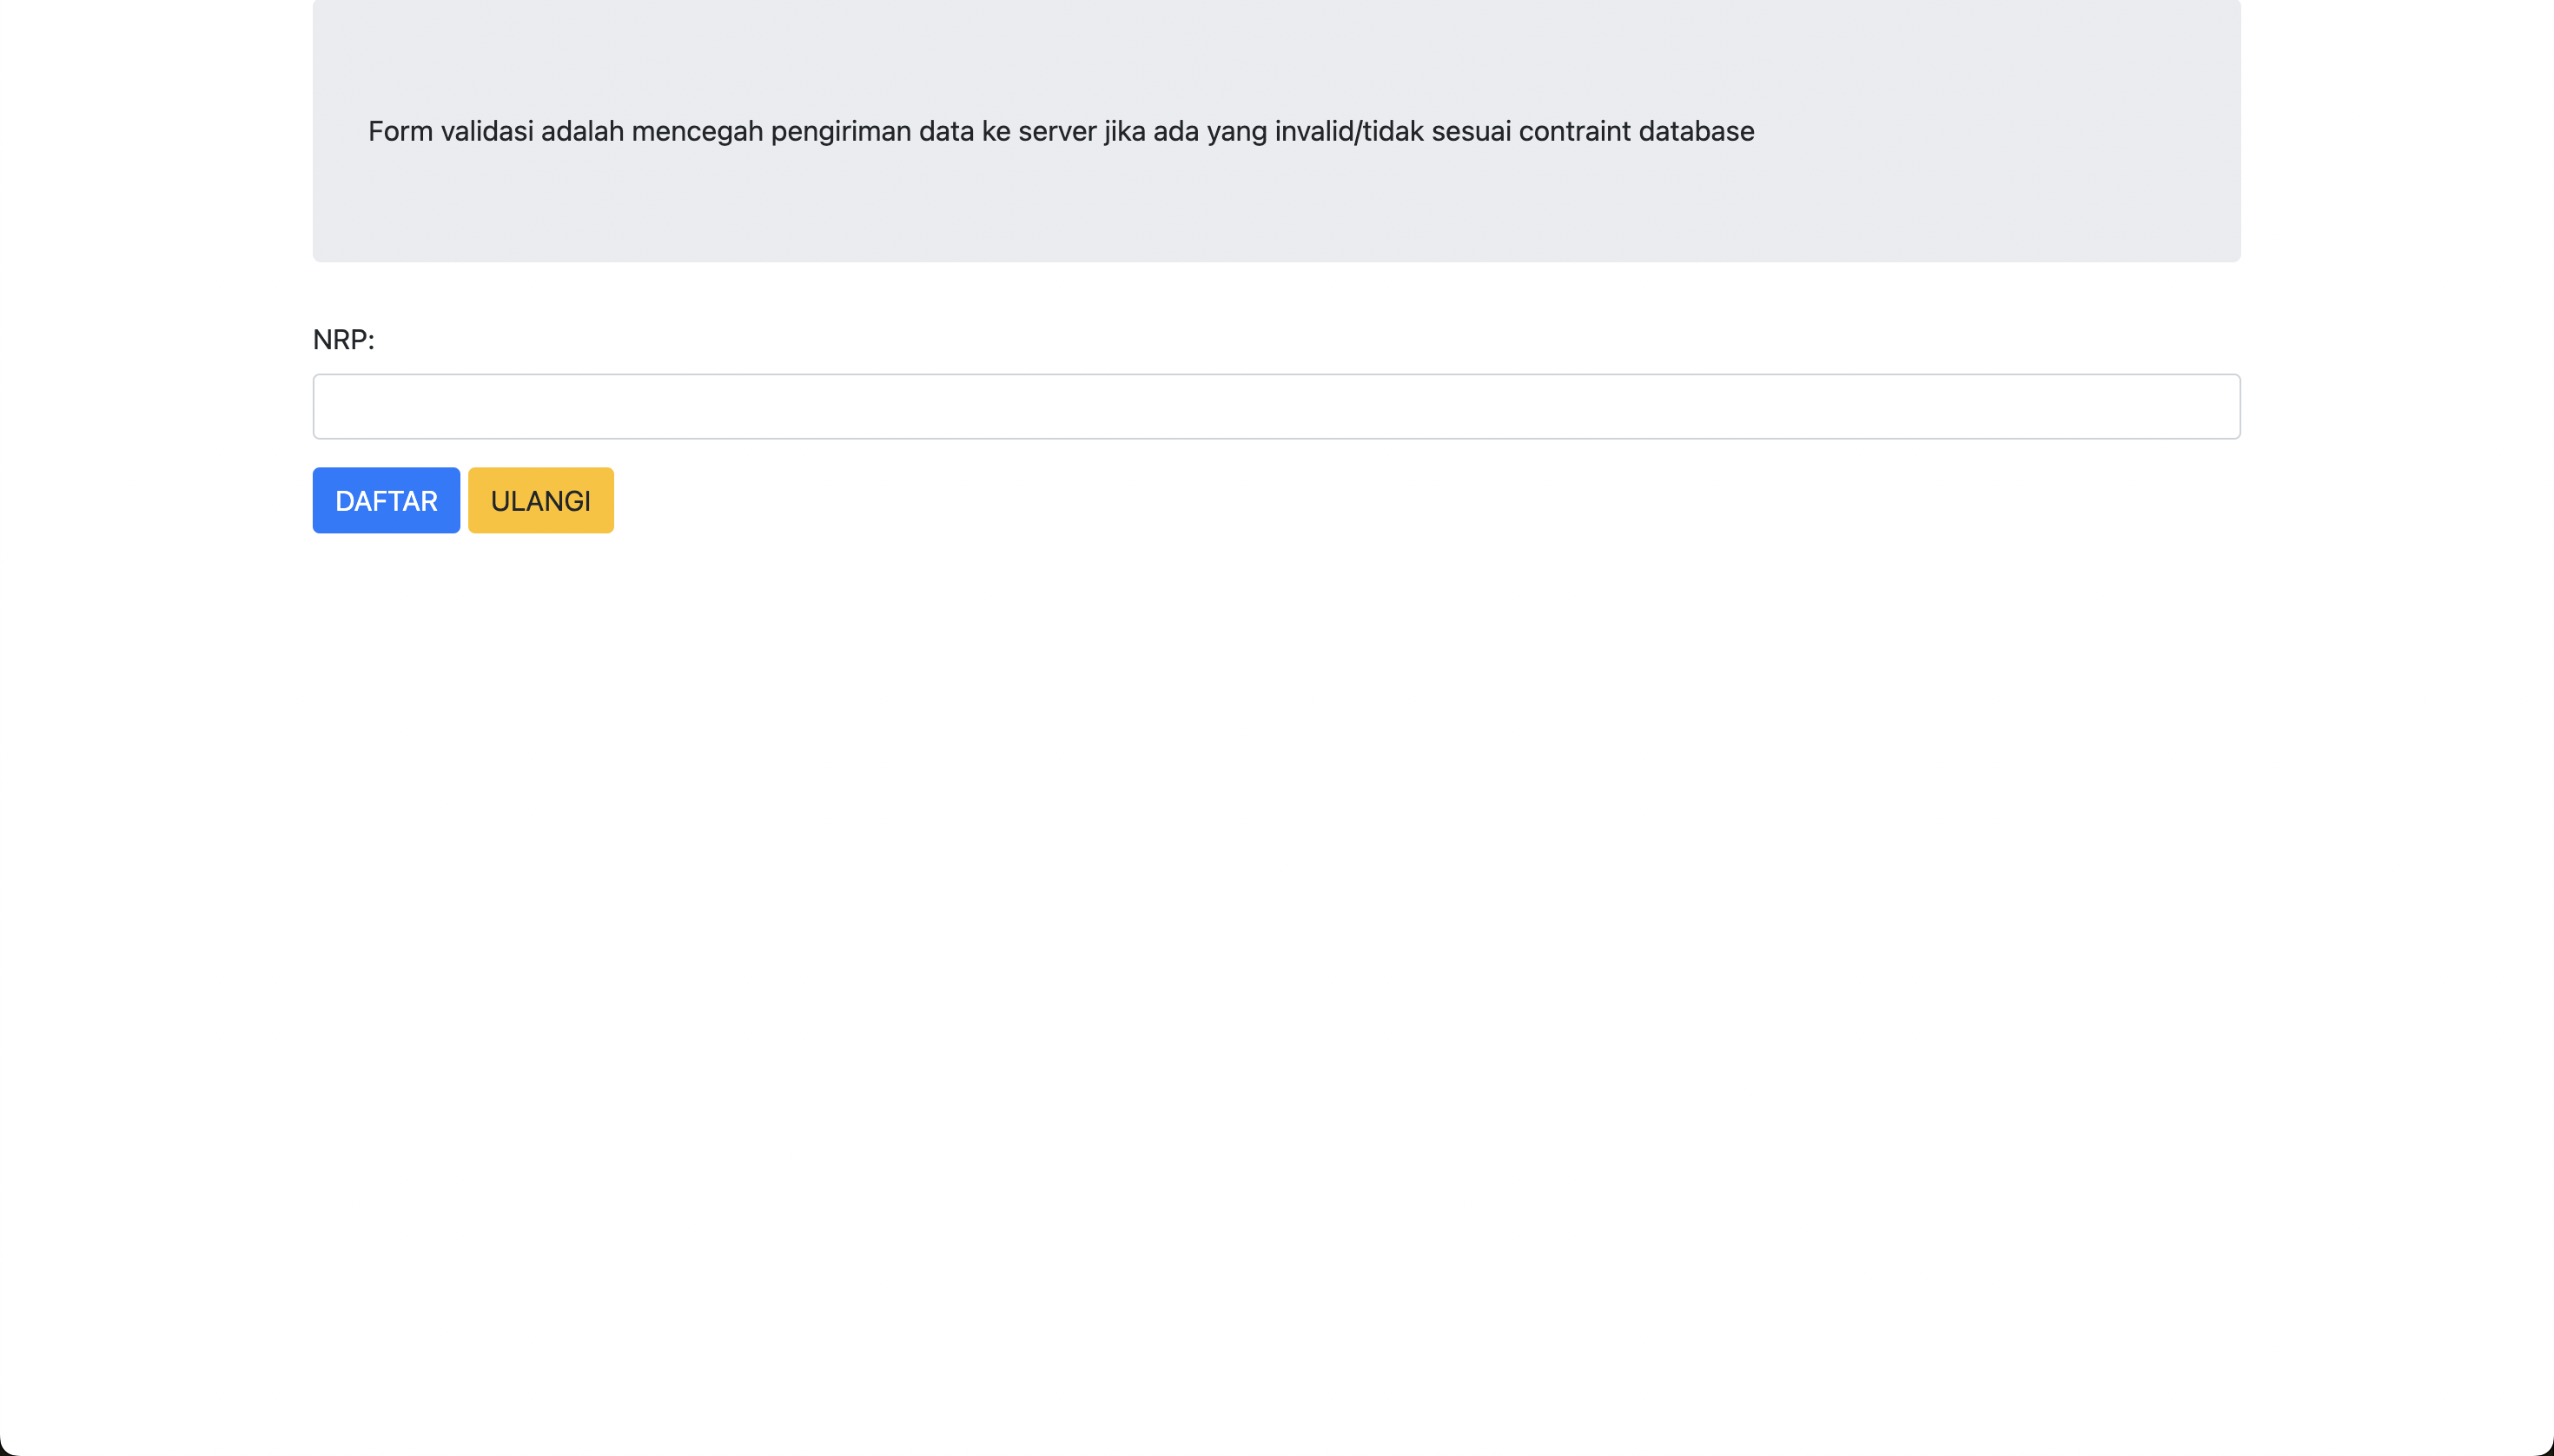 Form validasi adalah mencegah pengiriman data ke server jika ada yang invalid/tidak sesuai contraint database
NRP:
DAFTAR ULANGI